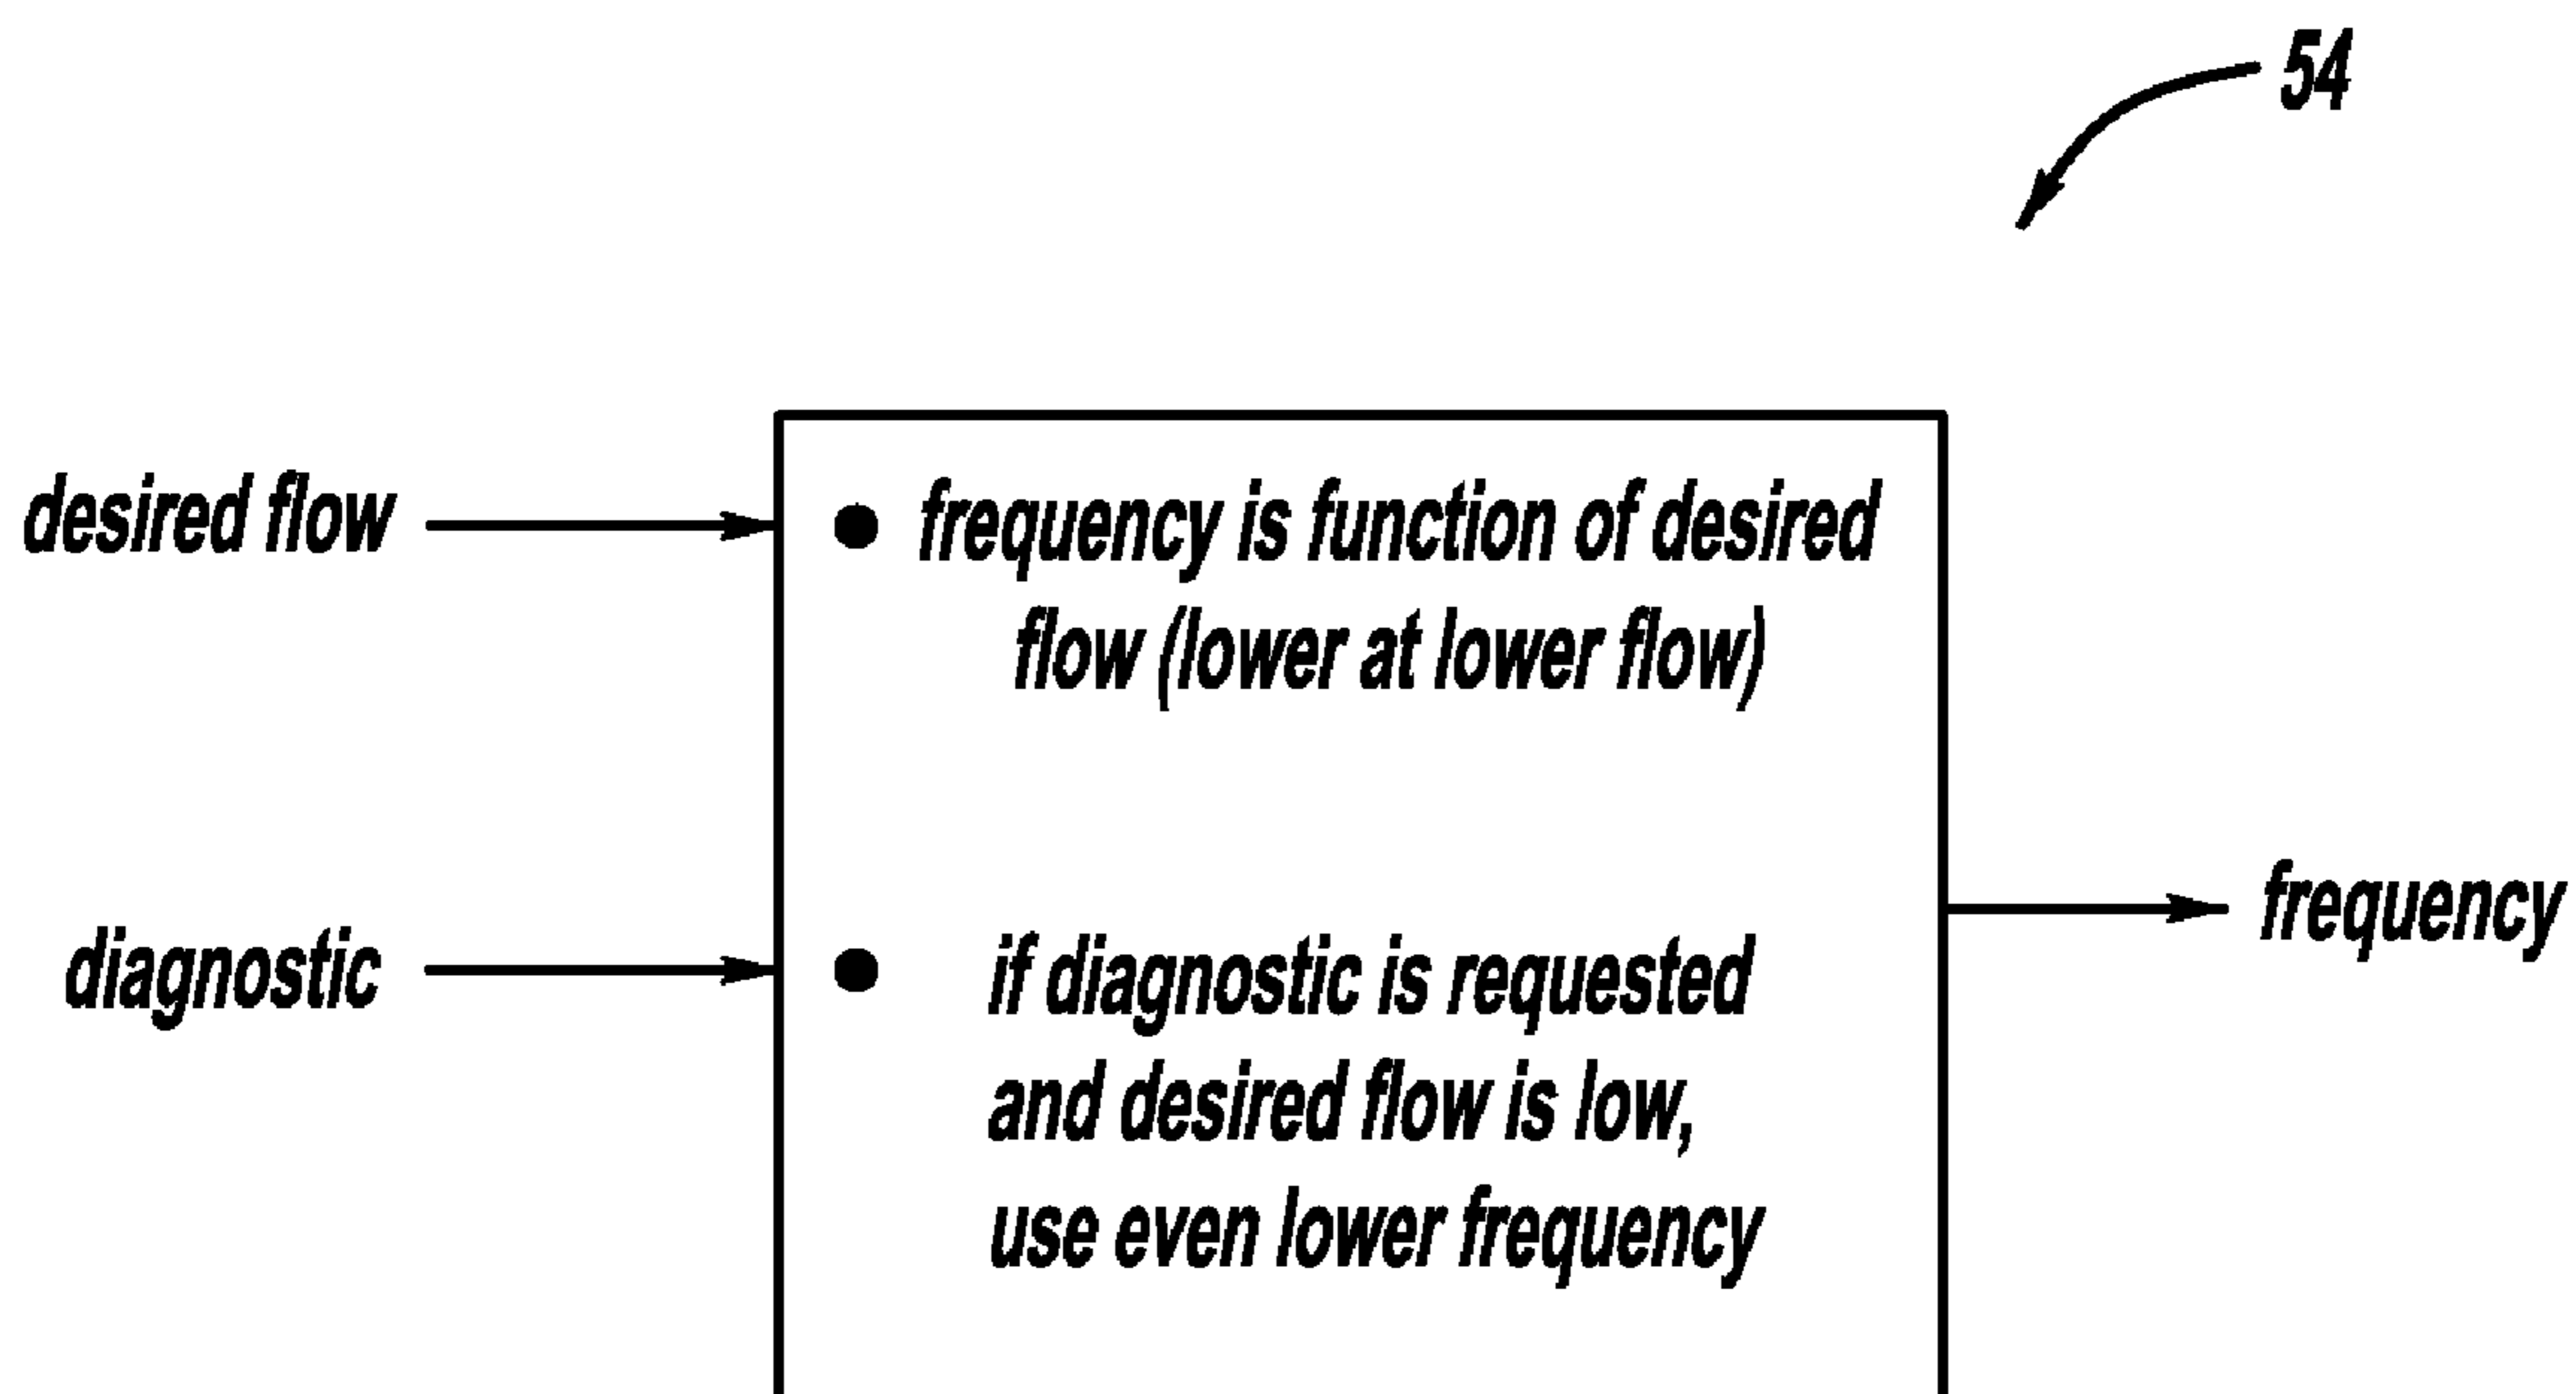 54
desired flow
● frequency is function of desired
flow (lower at lower flow)
diagnostic
● if diagnostic is requested
and desired flow is low,
use even lower frequency
frequency